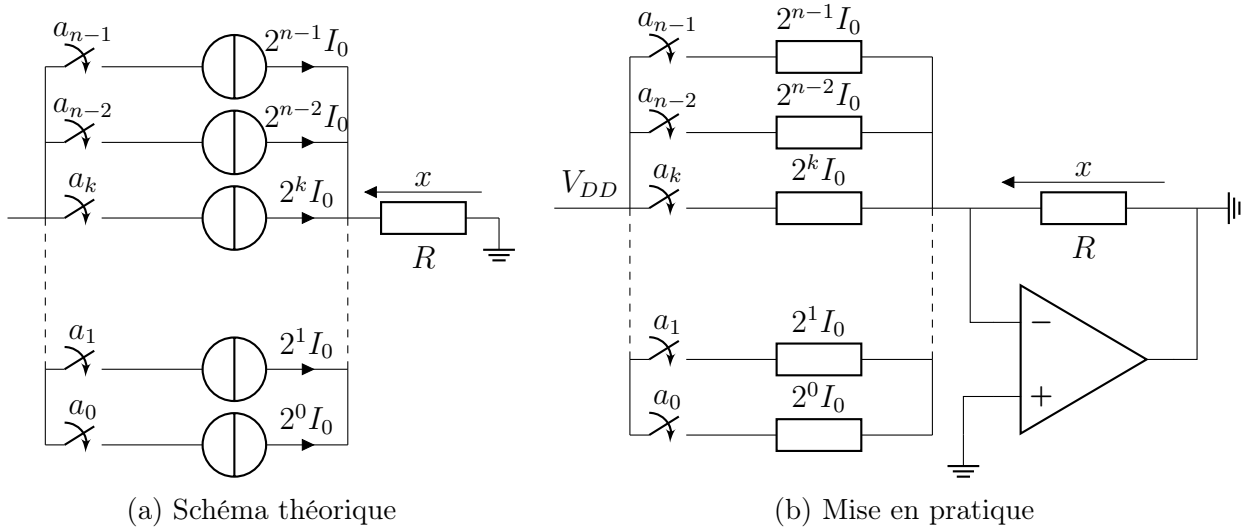 a_{n-1} 2^{n-1}I_0
a_{n-2} 2^{n-2}I_0
a_k 2^kI_0 x
R
a_1 2^1I_0
a_0 2^0I_0
(a) Schéma théorique
a_{n-1} 2^{n-1}I_0
a_{n-2} 2^{n-2}I_0
V_{DD} a_k 2^kI_0 x
R
a_1 2^1I_0
−
a_0 2^0I_0
+
(b) Mise en pratique